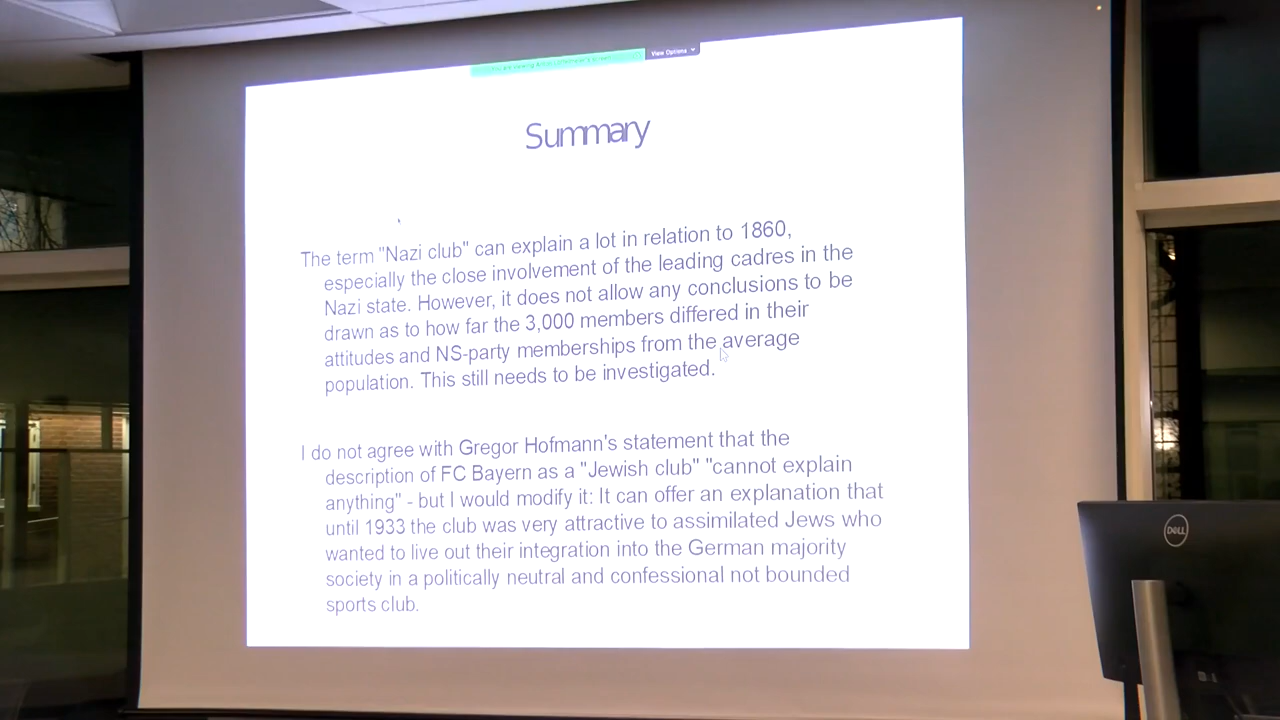 View Options
Summary
The term "Nazi club" can explain a lot in relation to 1860,
especially the close involvement of the leading cadres in the
Nazi state. However, it does not allow any conclusions to be
drawn as to how far the 3,000 members differed in their
attitudes and NS-party memberships from the average
population. This still needs to be investigated.
I do not agree with Gregor Hofmann's statement that the
description of FC Bayern as a "Jewish club" "cannot explain
anything" - but I would modify it: It can offer an explanation that
until 1933 the club was very attractive to assimilated Jews who
wanted to live out their integration into the German majority
society in a politically neutral and confessional not bounded
sports club.
DELL